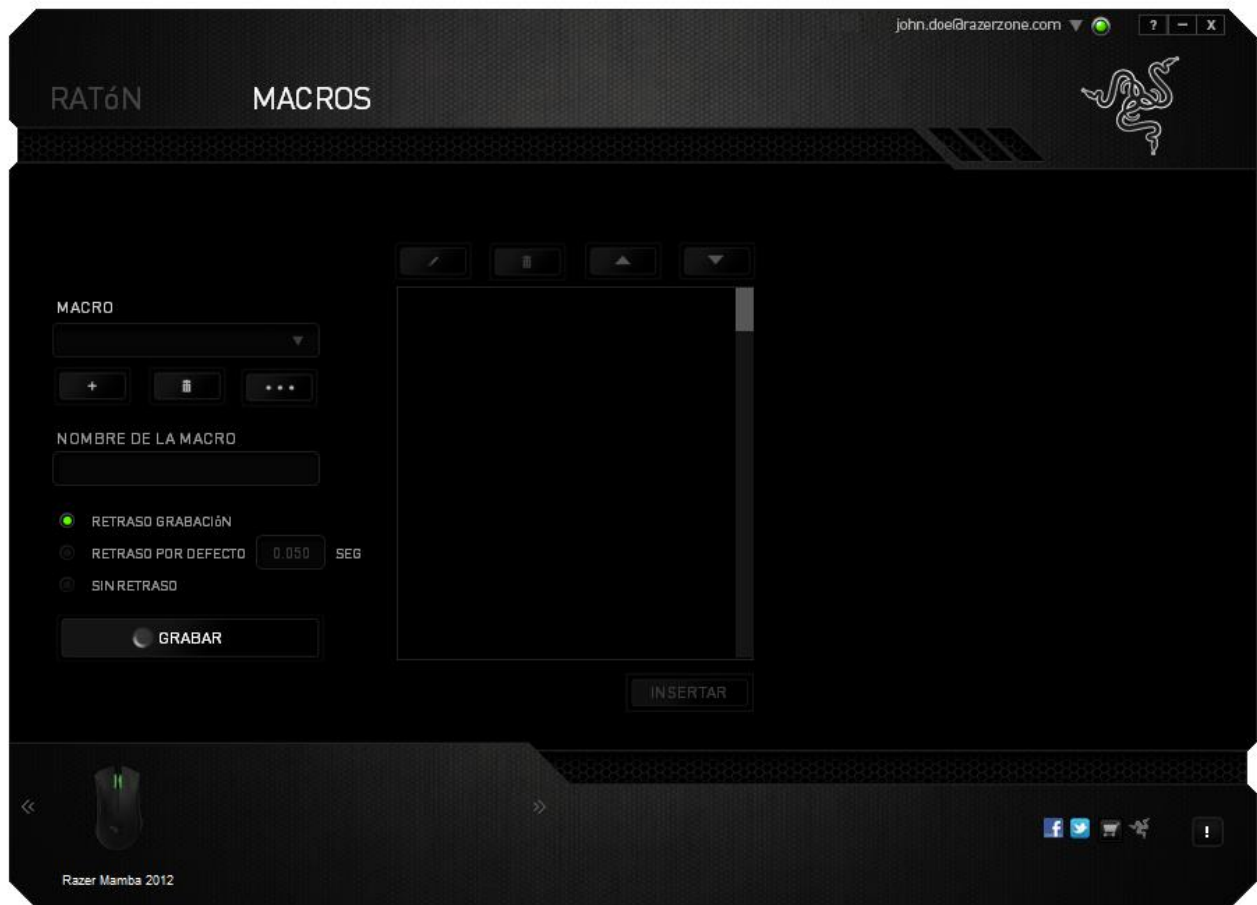 john.doe@razerzone.com
? – X
RATóN MACROS
MACRO
+
NOMBRE DE LA MACRO
RETRASO GRABACIóN
RETRASO POR DEFECTO 0.050 SEG
SIN RETRASO
GRABAR
INSERTAR
« »
f
!
Razer Mamba 2012